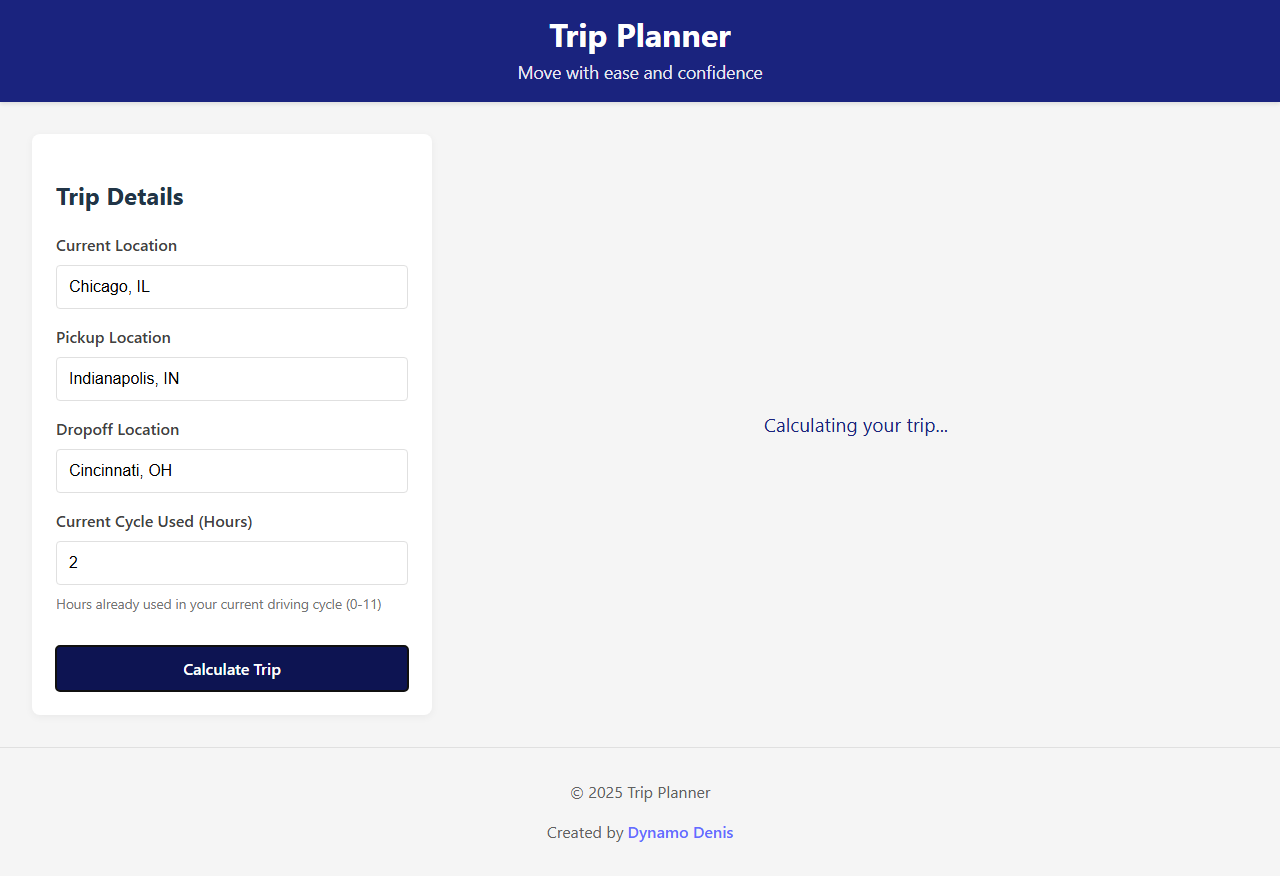 Trip Planner
Move with ease and confidence
Trip Details
Current Location
Chicago, IL
Pickup Location
Indianapolis, IN
Dropoff Location
Cincinnati, OH
Current Cycle Used (Hours)
2
Hours already used in your current driving cycle (0-11)
Calculate Trip
Calculating your trip...
© 2025 Trip Planner
Created by Dynamo Denis